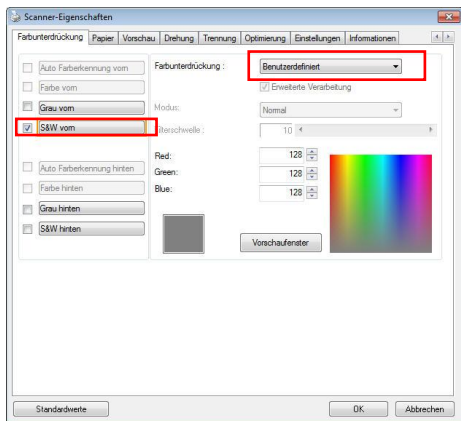 Scanner-Eigenschaften
Farbunterdrückung Papier Vorschau Drehung Trennung Optimierung Einstellungen Informationen
Auto Farberkennung vorn
Farbe vorn
Grau vorn
S&W vorn
Auto Farberkennung hinten
Farbe hinten
Grau hinten
S&W hinten
Farbunterdrückung : Benutzerdefiniert
Erweiterte Verarbeitung
Modus: Normal
ilterschwelle : 10
Red: 128
Green: 128
Blue: 128
Vorschaufenster
Standardwerte OK Abbrechen